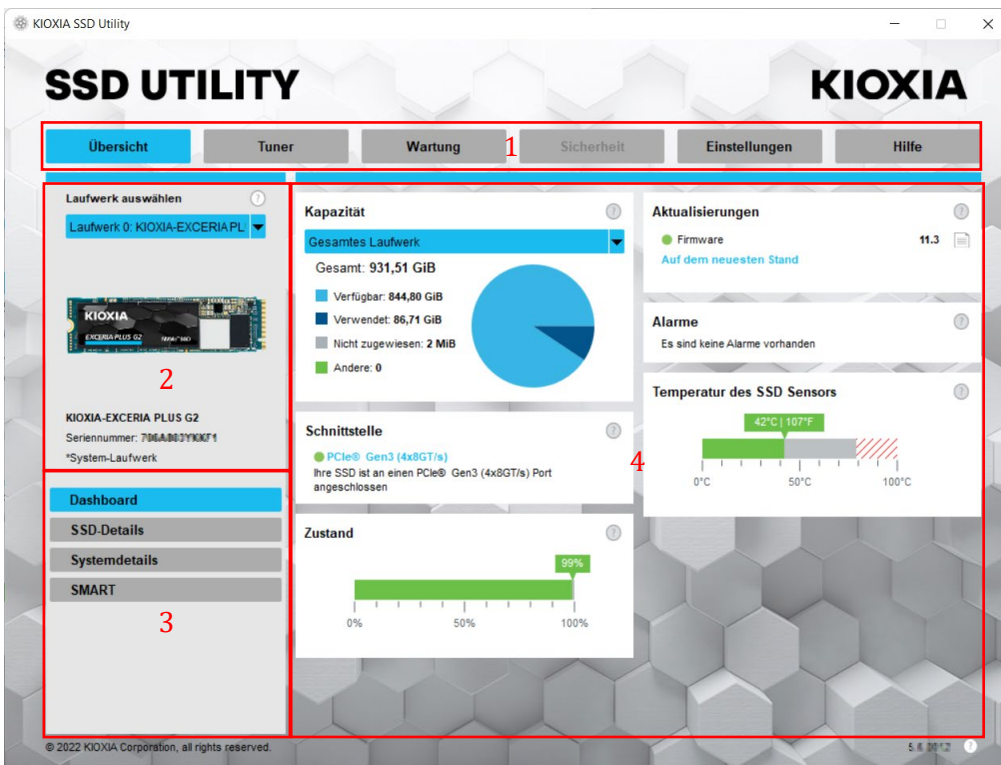 KIOXIA SSD Utility
SSD UTILITY
KIOXIA
Übersicht
Tuner
Wartung
1
Sicherheit
Einstellungen
Hilfe
Laufwerk auswählen
?
Laufwerk 0: KIOXIA-EXCERIA PL
KIOXIA
EXCERIA PLUS G2
2
KIOXIA-EXCERIA PLUS G2
Seriennummer:
*System-Laufwerk
Dashboard
SSD-Details
Systemdetails
SMART
3
Kapazität
?
Gesamtes Laufwerk
Gesamt: 931,51 GiB
Verfügbar: 844,80 GiB
Verwendet: 86,71 GiB
Nicht zugewiesen: 2 MiB
Andere: 0
Schnittstelle
?
PCIe® Gen3 (4x8GT/s)
Ihre SSD ist an einen PCIe® Gen3 (4x8GT/s) Port
angeschlossen
Zustand
?
99%
0% 50% 100%
4
Aktualisierungen
?
Firmware 11.3
Auf dem neuesten Stand
Alarme
?
Es sind keine Alarme vorhanden
Temperatur des SSD Sensors
?
42°C | 107°F
0°C 50°C 100°C
© 2022 KIOXIA Corporation, all rights reserved.
?